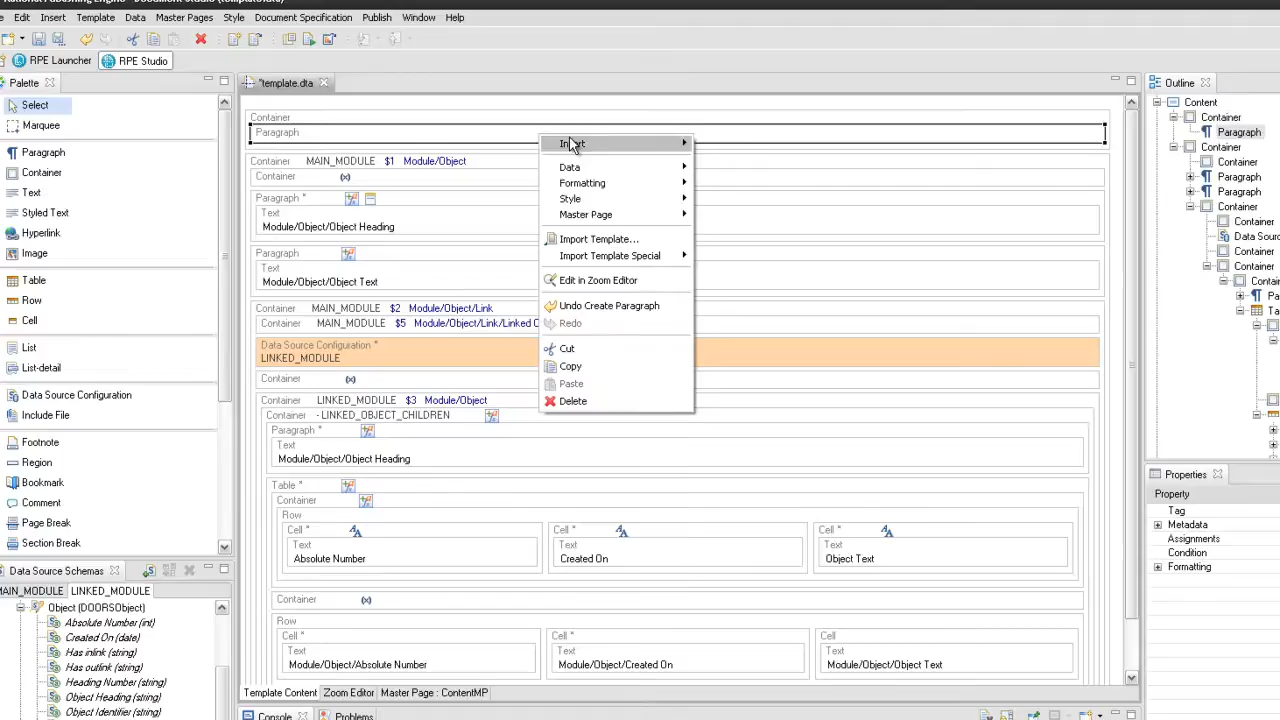 Edit Insert Template Data Master Pages Style Document Specification Publish Window Help
RPE Launcher RPE Studio
Palette
Select
Marquee
Paragraph
Container
Text
Styled Text
Hyperlink
Image
Table
Row
Cell
List
List-detail
Data Source Configuration
Include File
Footnote
Region
Bookmark
Comment
Page Break
Section Break
Data Source Schemas
MAIN_MODULE LINKED_MODULE
Object (DOORSObject)
Absolute Number (int)
Created On (date)
Has inlink (string)
Has outlink (string)
Heading Number (string)
Object Heading (string)
Object Identifier (string)
*template.dta
Container
Paragraph
Container MAIN_MODULE $1 Module/Object
Container (x)
Paragraph *
Text
Module/Object/Object Heading
Paragraph
Text
Module/Object/Object Text
Container MAIN_MODULE $2 Module/Object/Link
Container MAIN_MODULE $5 Module/Object/Link/Linked
Data Source Configuration *
LINKED_MODULE
Container (x)
Container LINKED_MODULE $3 Module/Object
Container - LINKED_OBJECT_CHILDREN
Paragraph *
Text
Module/Object/Object Heading
Table *
Container
Row
Cell * Cell * Cell *
Text Text Text
Absolute Number Created On Object Text
Container (x)
Row
Cell * Cell * Cell
Text Text Text
Module/Object/Absolute Number Module/Object/Created On Module/Object/Object Text
Template Content Zoom Editor Master Page : ContentMP
Console Problems
Insert
Data
Formatting
Style
Master Page
Import Template...
Import Template Special
Edit in Zoom Editor
Undo Create Paragraph
Redo
Cut
Copy
Paste
Delete
Outline
Content
Container
Paragraph
Container
Container
Paragraph
Paragraph
Container
Container
Data Sour
Container
Container
Contai
Pa
Ta
Properties
Property
Tag
Metadata
Assignments
Condition
Formatting